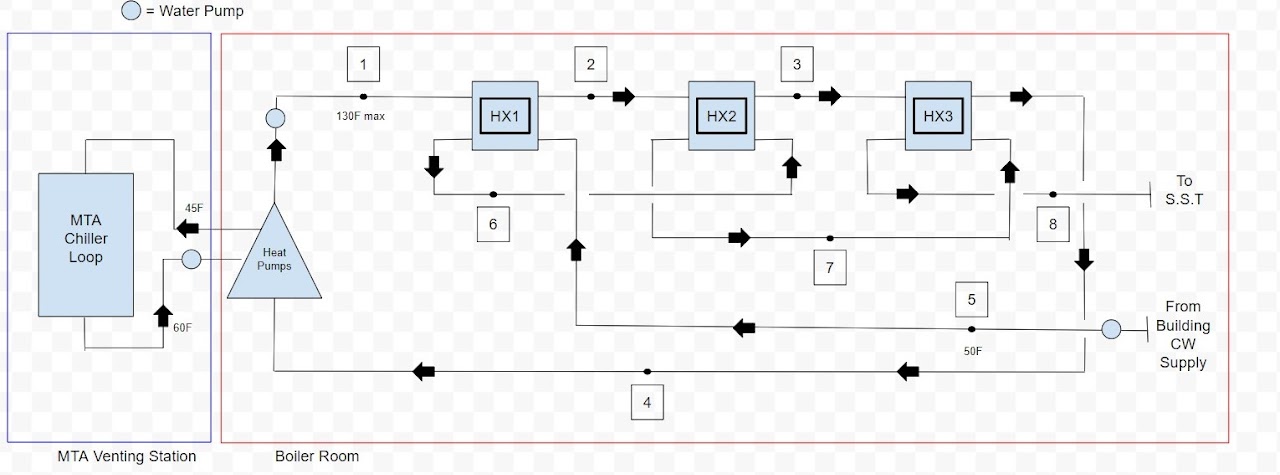 = Water Pump
1
2
3
130F max
HX1
HX2
HX3
MTA
Chiller
Loop
45F
60F
Heat
Pumps
6
7
8
To
S.S.T
5
50F
From
Building
CW
Supply
4
MTA Venting Station
Boiler Room